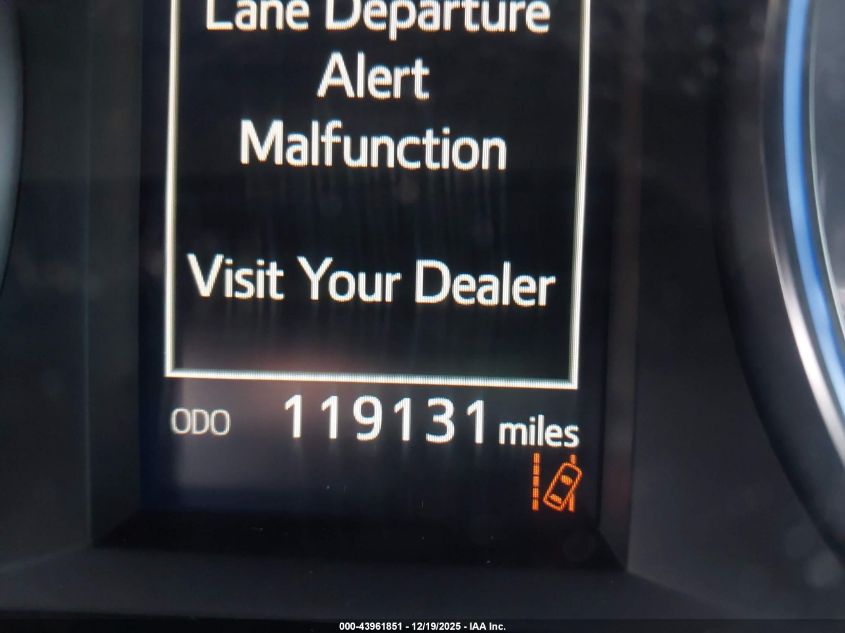 Lane Departure
Alert
Malfunction
Visit Your Dealer
ODO 119131 miles
000-43961851 - 12/19/2025 - IAA Inc.